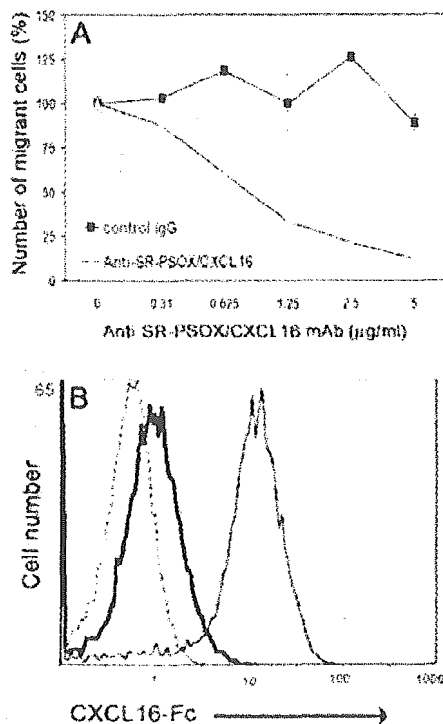 A
Number of migrant cells (%)
150
125
100
75
50
25
0
control IgG
Anti-SR-PSOX/CXCL16
0 0.31 0.625 1.25 2.5 5
Anti SR-PSOX/CXCL16 mAb (µg/ml)
B
65
Cell number
1 10 100 1000
CXCL16-Fc